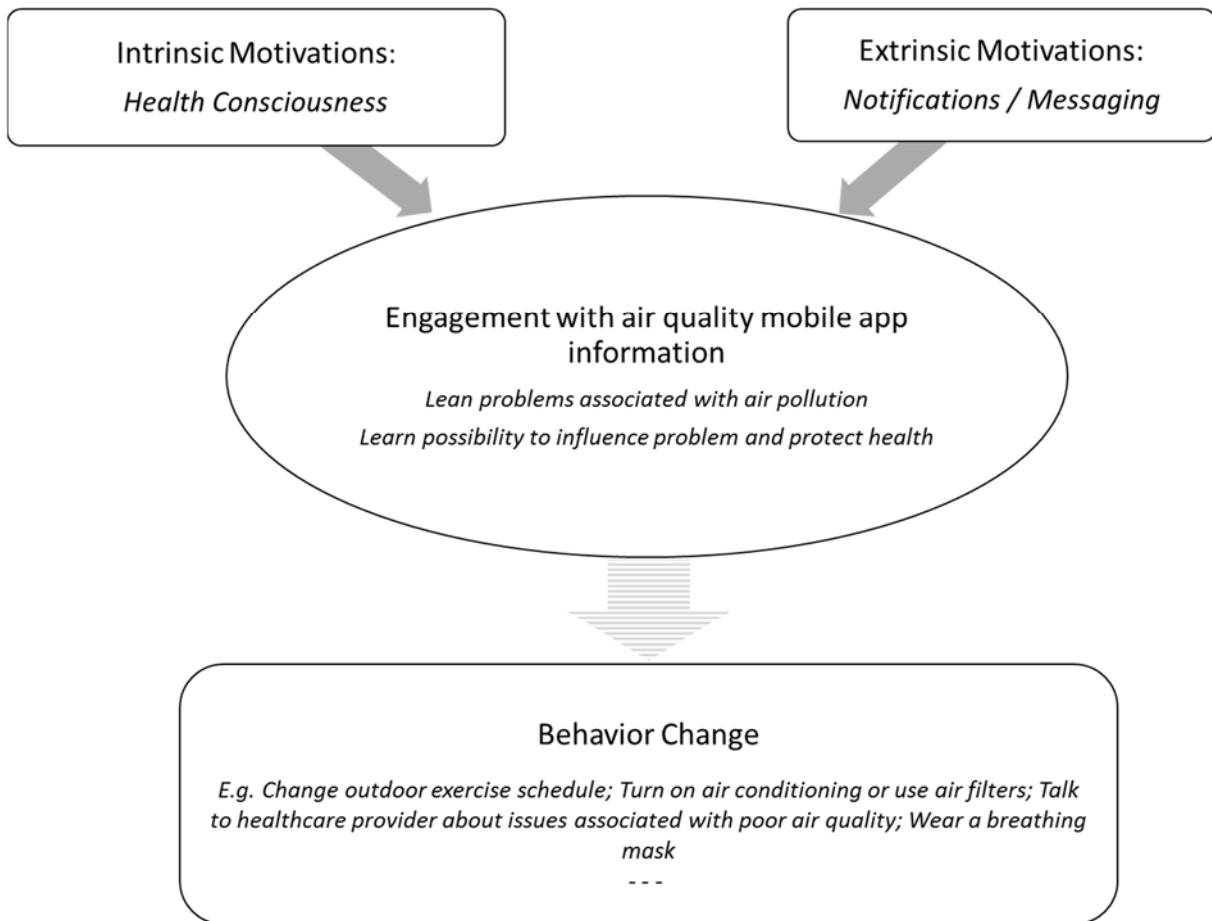 Intrinsic Motivations:
Health Consciousness
Extrinsic Motivations:
Notifications / Messaging
Engagement with air quality mobile app
information
Lean problems associated with air pollution
Learn possibility to influence problem and protect health
Behavior Change
E.g. Change outdoor exercise schedule; Turn on air conditioning or use air filters; Talk
to healthcare provider about issues associated with poor air quality; Wear a breathing
mask
- - -